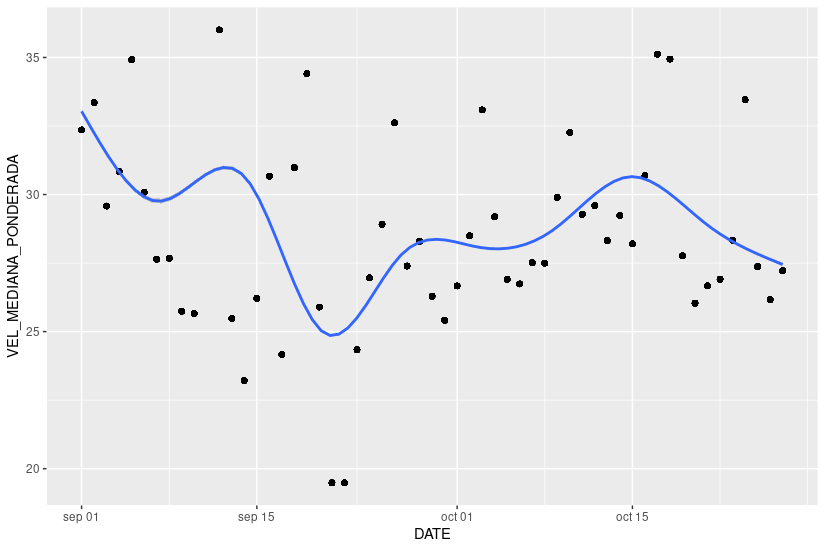 35
30
25
20
VEL_MEDIANA_PONDERADA
sep 01
sep 15
oct 01
oct 15
DATE